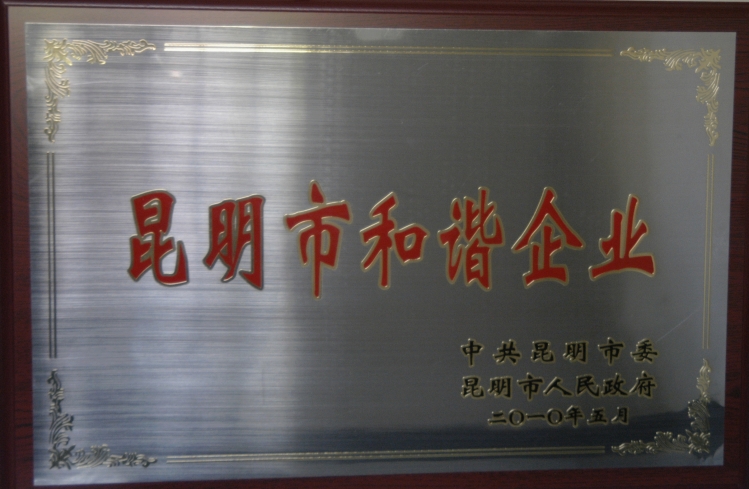 昆明市和谐企业
中共昆明市委
昆明市人民政府
二〇一〇年五月